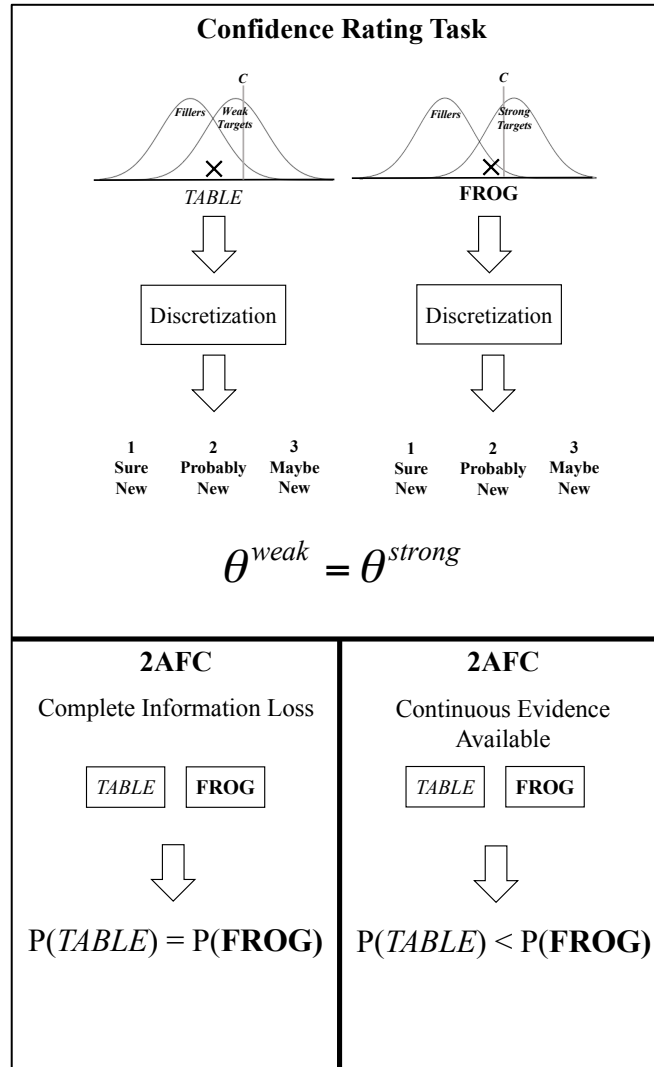 Confidence Rating Task
C
Fillers
Weak
Targets
TABLE
C
Fillers
Strong
Targets
FROG
Discretization
Discretization
1
Sure
New
2
Probably
New
3
Maybe
New
1
Sure
New
2
Probably
New
3
Maybe
New
θ^weak = θ^strong
2AFC
Complete Information Loss
TABLE
FROG
P(TABLE) = P(FROG)
2AFC
Continuous Evidence
Available
TABLE
FROG
P(TABLE) < P(FROG)